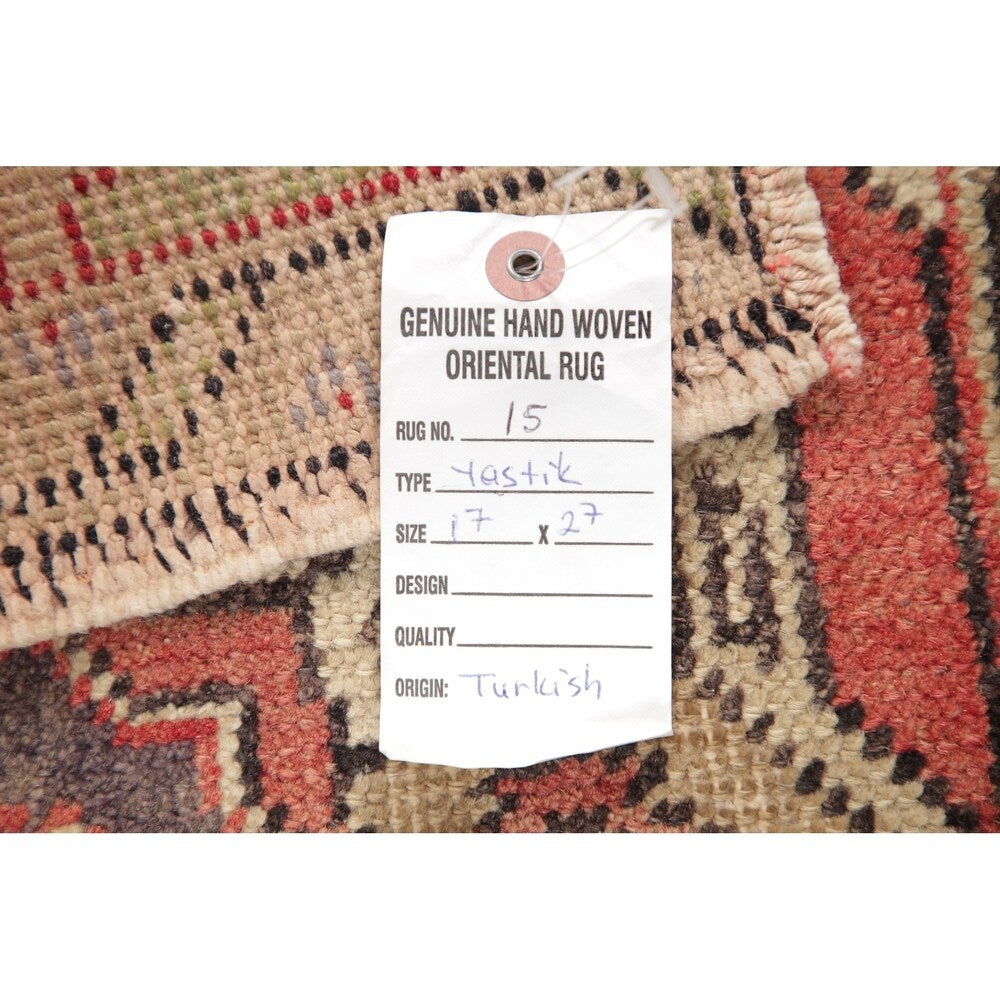 GENUINE HAND WOVEN
ORIENTAL RUG
RUG NO. 15
TYPE Yastik
SIZE 17 X 27
DESIGN
QUALITY
ORIGIN: Turkish